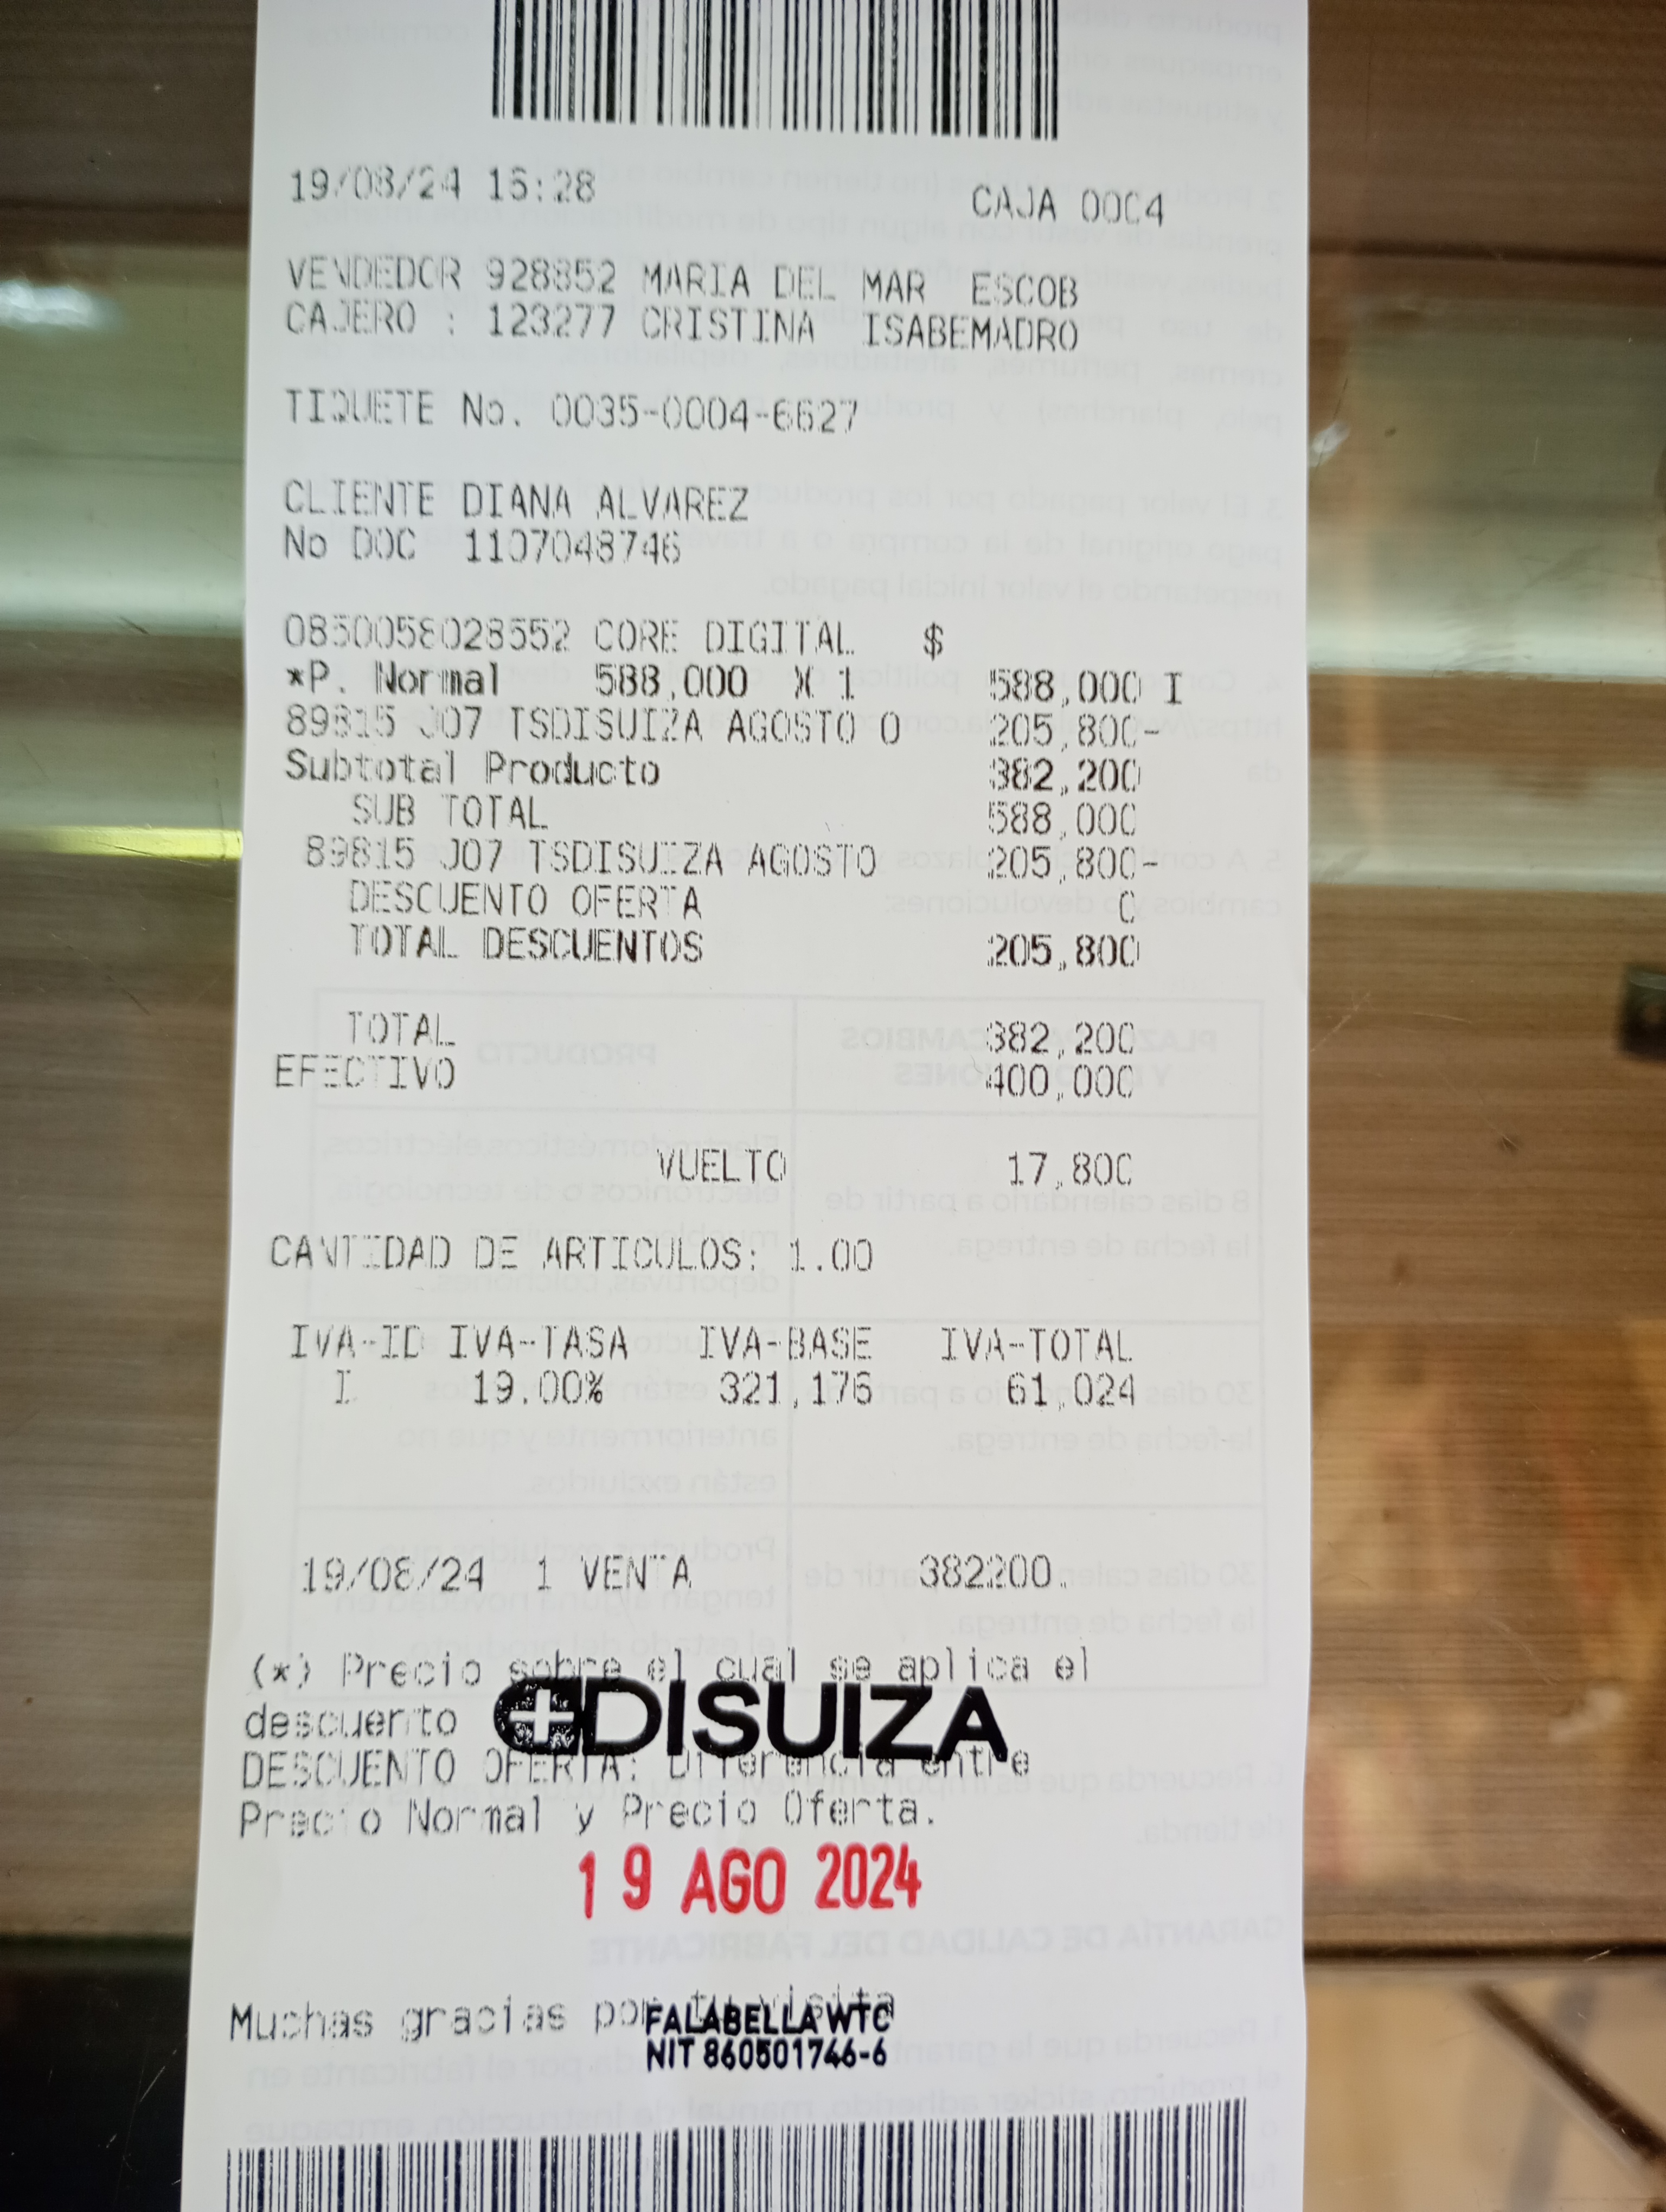 19/08/24 15:28 CAJA 0004
VENDEDOR 928852 MARIA DEL MAR ESCOB
CAJERO : 123277 CRISTINA ISABEMADRO
TIQUETE No. 0035-0004-6627
CLIENTE DIANA ALVAREZ
No DOC 1107048746
0850058028552 CORE DIGITAL $
*P. Normal 588,000 X 1 588,000 I
89815 J07 TSDISUIZA AGOSTO 0 205,800-
Subtotal Producto 382,200
SUB TOTAL 588,000
89815 J07 TSDISUIZA AGOSTO 205,800-
DESCUENTO OFERTA 0
TOTAL DESCUENTOS 205,800
TOTAL 382,200
EFECTIVO 400,000
VUELTO 17,800
CANTIDAD DE ARTICULOS: 1.00
IVA-ID IVA-TASA IVA-BASE IVA-TOTAL
I 19.00% 321,176 61,024
19/08/24 1 VENTA 382200.
(*) Precio sobre el cual se aplica el
descuento
DISUIZA
DESCUENTO OFERTA: Diferencia entre
Precio Normal y Precio Oferta.
19 AGO 2024
Muchas gracias por tu visita
FALABELLA WTC
NIT 860501746-6